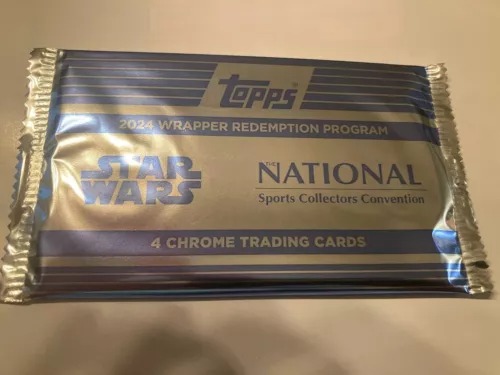 Topps
2024 WRAPPER REDEMPTION PROGRAM
STAR WARS
THE NATIONAL
Sports Collectors Convention
4 CHROME TRADING CARDS